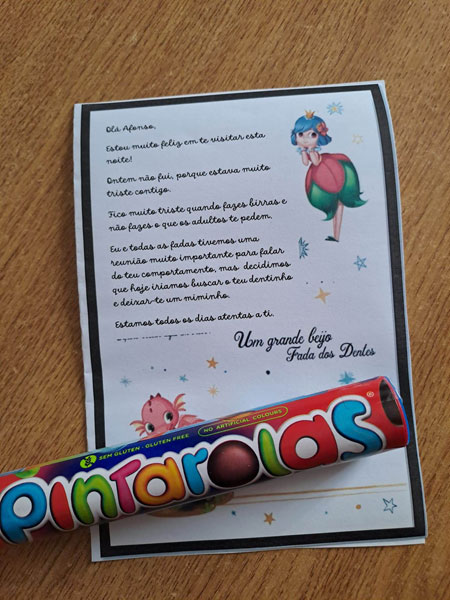 Olá Afonso,
Estou muito feliz em te visitar esta
noite!
Ontem não fui, porque estava muito
triste contigo.
Fico muito triste quando fazes birras e
não fazes o que os adultos te pedem.
Eu e todas as fadas tivemos uma
reunião muito importante para falar
do teu comportamento, mas decidimos
que hoje iríamos buscar o teu dentinho
e deixar-te um miminho.
Estamos todos os dias atentas a ti.
Um grande beijo
Fada dos Dentes
SEM GLUTEN · GLUTEN FREE
NO ARTIFICIAL COLOURS
PINTAROLAS
®